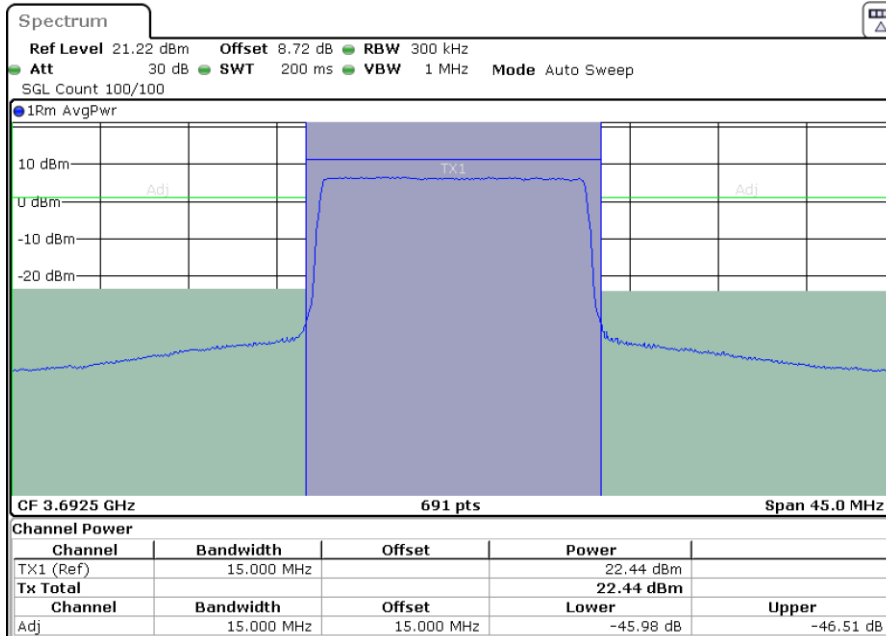 Spectrum
Ref Level 21.22 dBm Offset 8.72 dB RBW 300 kHz
Att 30 dB SWT 200 ms VBW 1 MHz Mode Auto Sweep
SGL Count 100/100
1Rm AvgPwr
10 dBm
TX1
Adj Adj
0 dBm
-10 dBm
-20 dBm
CF 3.6925 GHz 691 pts Span 45.0 MHz
Channel Power
Channel Bandwidth Offset Power
TX1 (Ref) 15.000 MHz 22.44 dBm
Tx Total 22.44 dBm
Channel Bandwidth Offset Lower Upper
Adj 15.000 MHz 15.000 MHz -45.98 dB -46.51 dB